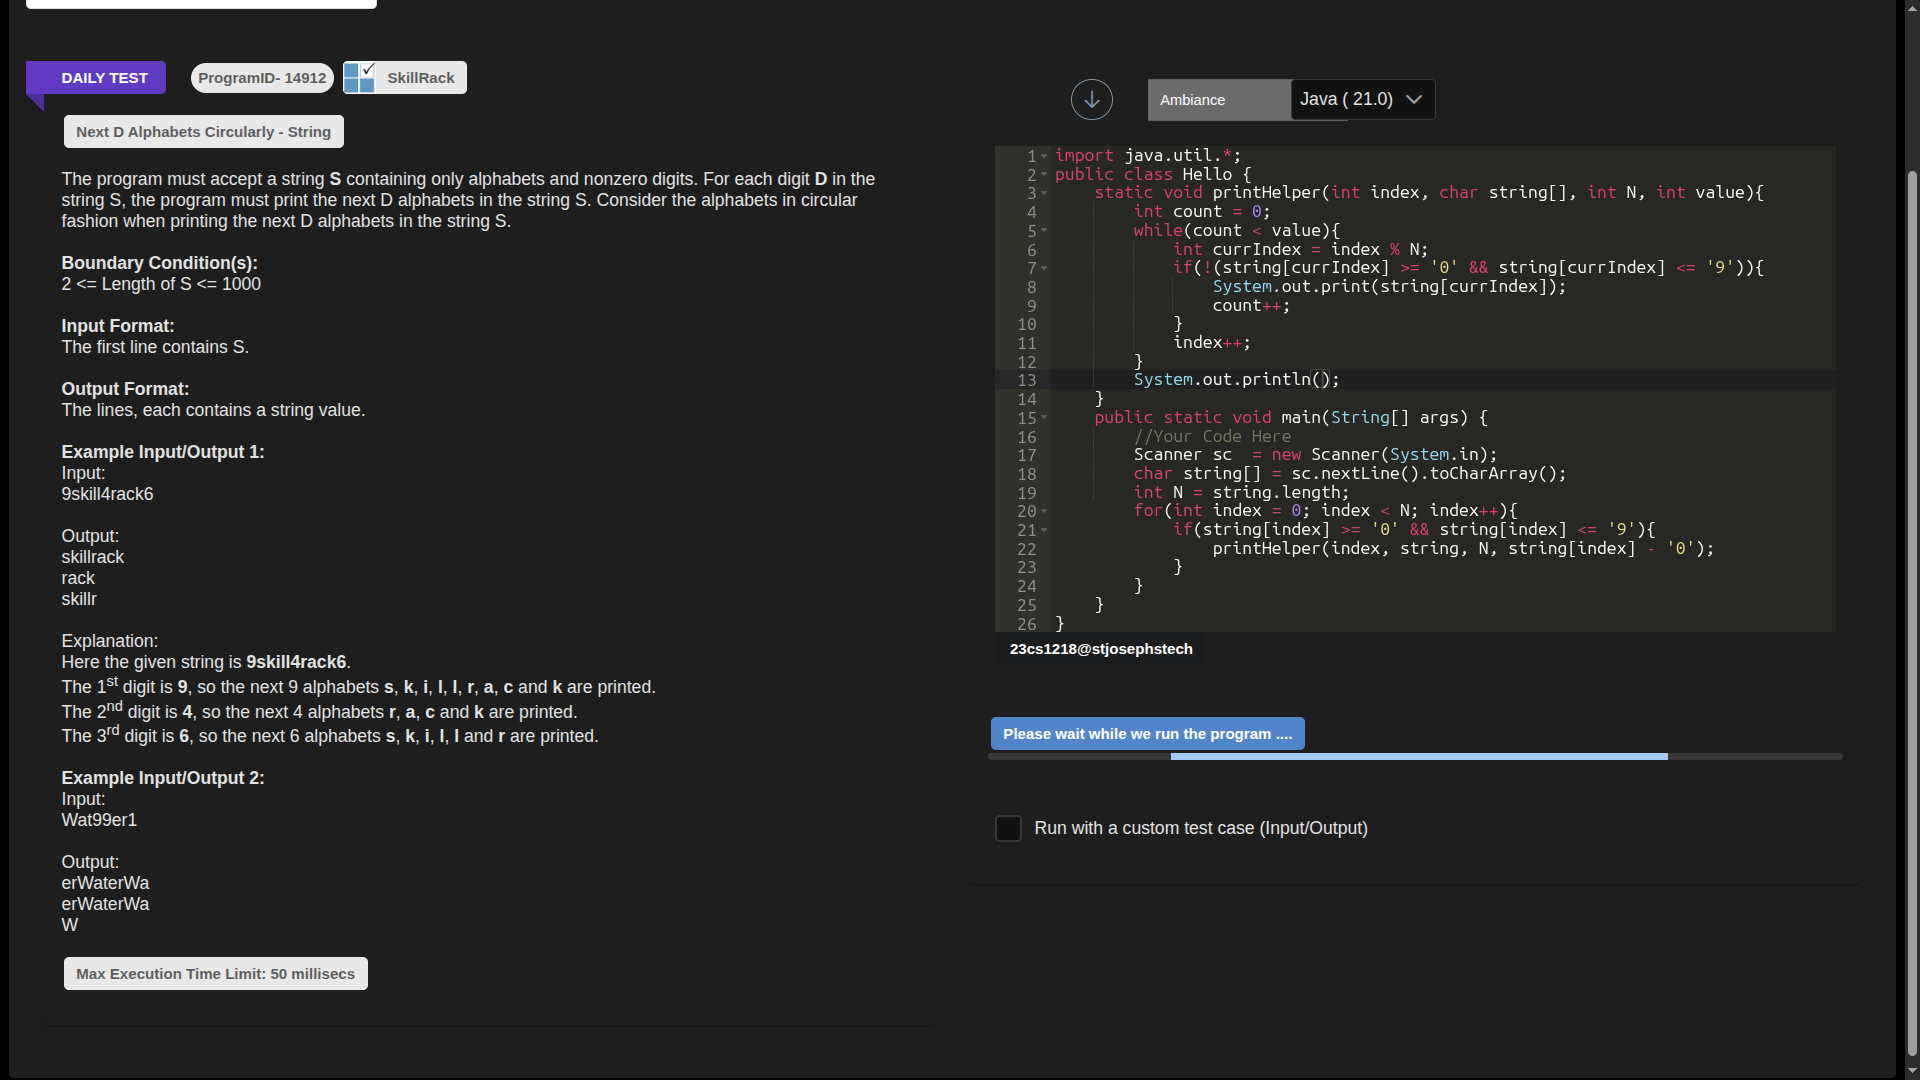 DAILY TEST
ProgramID- 14912
SkillRack
Next D Alphabets Circularly - String
The program must accept a string S containing only alphabets and nonzero digits. For each digit D in the
string S, the program must print the next D alphabets in the string S. Consider the alphabets in circular
fashion when printing the next D alphabets in the string S.
Boundary Condition(s):
2 <= Length of S <= 1000
Input Format:
The first line contains S.
Output Format:
The lines, each contains a string value.
Example Input/Output 1:
Input:
9skill4rack6
Output:
skillrack
rack
skillr
Explanation:
Here the given string is 9skill4rack6.
The 1st digit is 9, so the next 9 alphabets s, k, i, l, l, r, a, c and k are printed.
The 2nd digit is 4, so the next 4 alphabets r, a, c and k are printed.
The 3rd digit is 6, so the next 6 alphabets s, k, i, l, l and r are printed.
Example Input/Output 2:
Input:
Wat99er1
Output:
erWaterWa
erWaterWa
W
Max Execution Time Limit: 50 millisecs
Ambiance
Java ( 21.0)
1 import java.util.*;
2 public class Hello {
3     static void printHelper(int index, char string[], int N, int value){
4         int count = 0;
5         while(count < value){
6             int currIndex = index % N;
7             if(!(string[currIndex] >= '0' && string[currIndex] <= '9')){
8                 System.out.print(string[currIndex]);
9                 count++;
10             }
11             index++;
12         }
13         System.out.println();
14     }
15     public static void main(String[] args) {
16         //Your Code Here
17         Scanner sc  = new Scanner(System.in);
18         char string[] = sc.nextLine().toCharArray();
19         int N = string.length;
20         for(int index = 0; index < N; index++){
21             if(string[index] >= '0' && string[index] <= '9'){
22                 printHelper(index, string, N, string[index] - '0');
23             }
24         }
25     }
26 }
23cs1218@stjosephstech
Please wait while we run the program ....
Run with a custom test case (Input/Output)